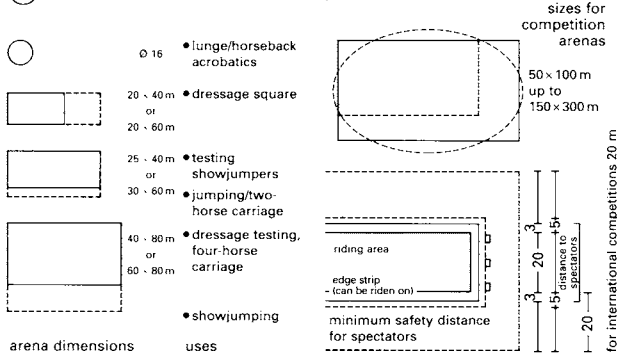 sizes for
competition
arenas
Ø 16
• lunge/horseback
acrobatics
20 × 40 m
or
20 × 60 m
• dressage square
25 × 40 m
or
30 × 60 m
• testing
showjumpers
• jumping/two-
horse carriage
40 × 80 m
or
60 × 80 m
• dressage testing,
four-horse
carriage
• showjumping
arena dimensions
uses
50 × 100 m
up to
150 × 300 m
riding area
edge strip
(can be riden on)
minimum safety distance
for spectators
3
20
3
5
5
distance to
spectators
20
for international competitions 20 m